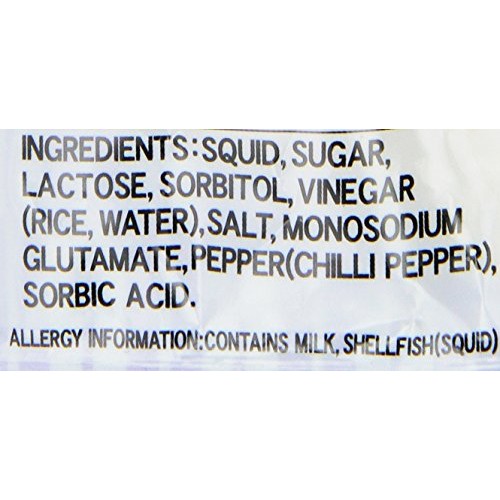 INGREDIENTS:SQUID, SUGAR,
LACTOSE, SORBITOL, VINEGAR
(RICE, WATER), SALT, MONOSODIUM
GLUTAMATE, PEPPER(CHILLI PEPPER),
SORBIC ACID.
ALLERGY INFORMATION:CONTAINS MILK, SHELLFISH(SQUID)